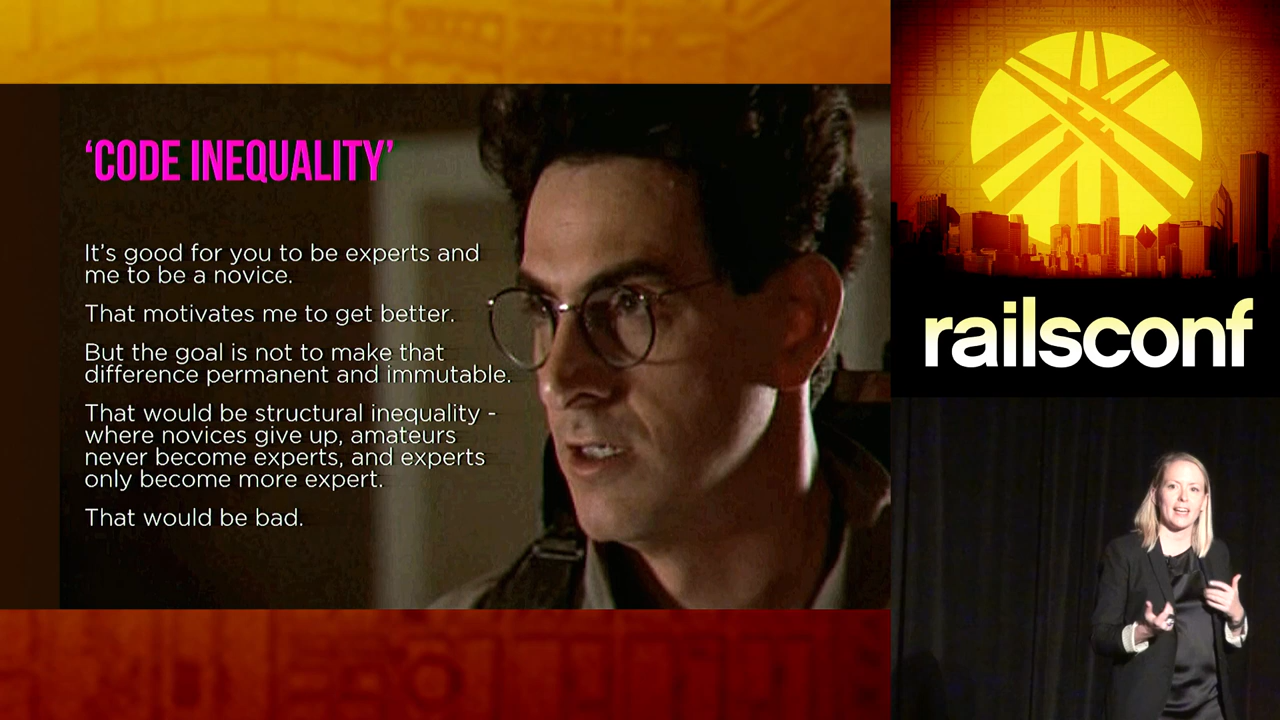 ‘CODE INEQUALITY’
It’s good for you to be experts and
me to be a novice.
That motivates me to get better.
But the goal is not to make that
difference permanent and immutable.
That would be structural inequality -
where novices give up, amateurs
never become experts, and experts
only become more expert.
That would be bad.
railsconf